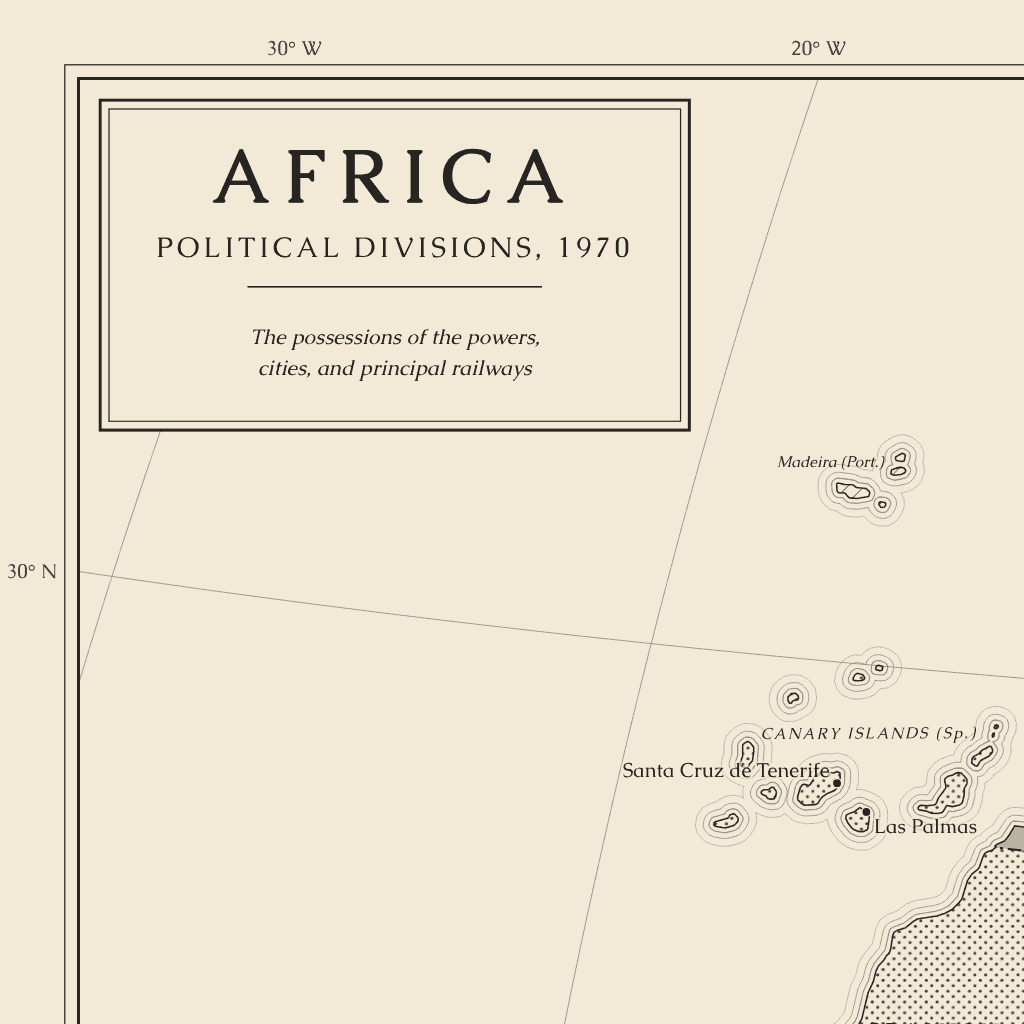 30° W
20° W
AFRICA
POLITICAL DIVISIONS, 1970
The possessions of the powers,
cities, and principal railways
Madeira (Port.)
30° N
CANARY ISLANDS (Sp.)
Santa Cruz de Tenerife
Las Palmas